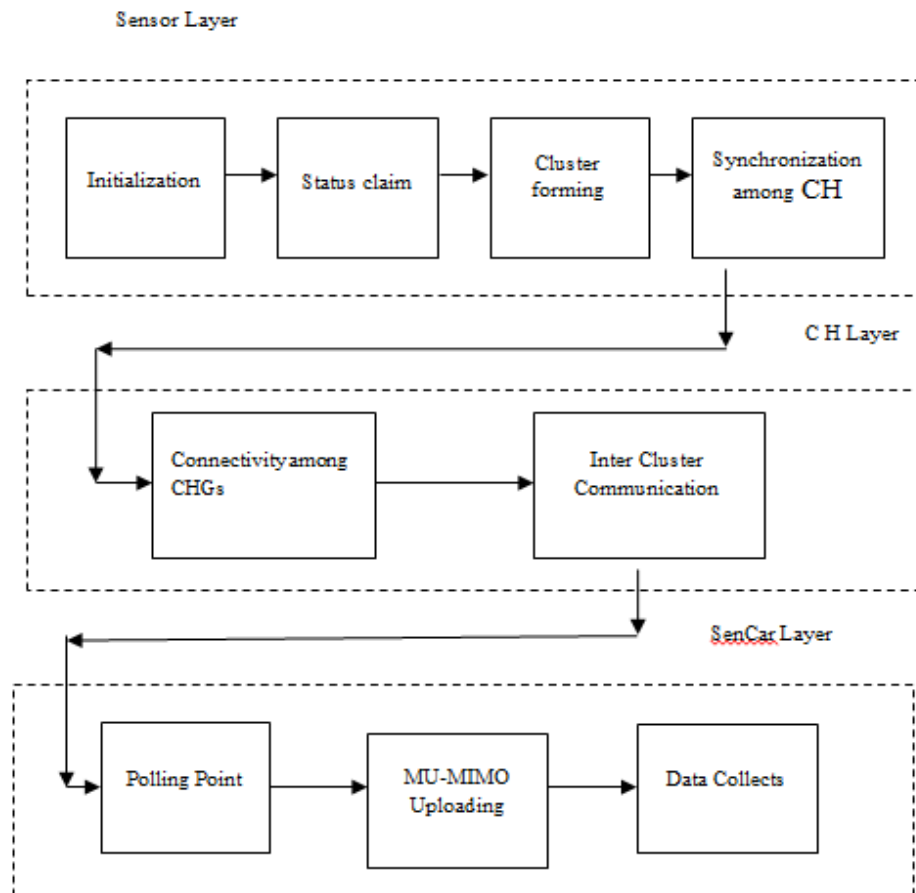 Sensor Layer
Initialization
Status claim
Cluster
forming
Synchronization
among CH
C H Layer
Connectivity among
CHGs
Inter Cluster
Communication
SenCar Layer
Polling Point
MU-MIMO
Uploading
Data Collects